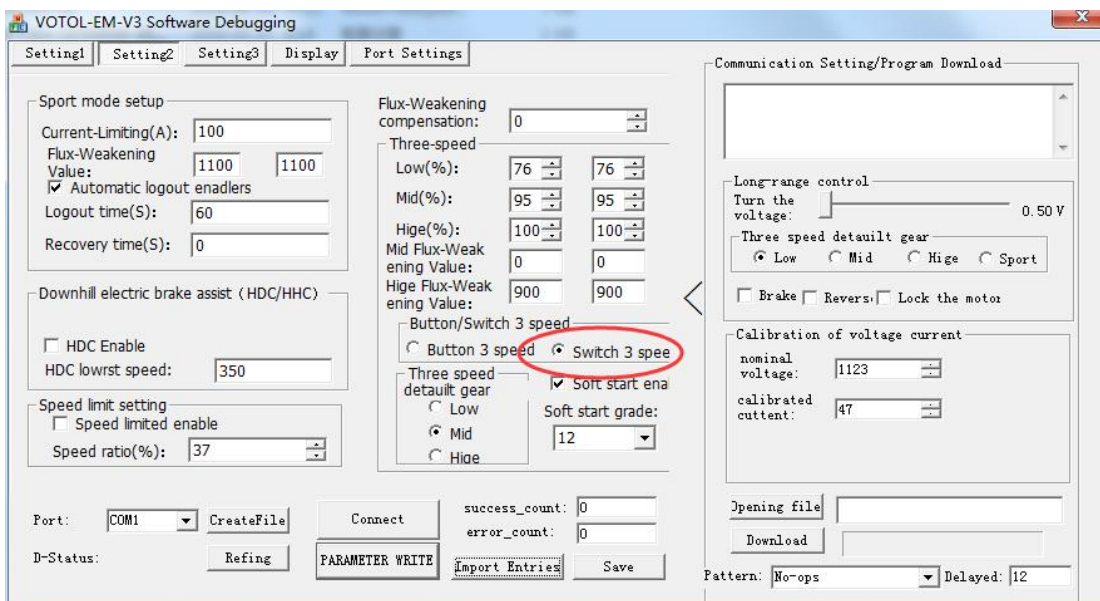 VOTOL-EM-V3 Software Debugging
x
Setting1 Setting2 Setting3 Display Port Settings
Sport mode setup
Current-Limiting(A): 100
Flux-Weakening
Value: 1100 1100
Automatic logout enadlers
Logout time(S): 60
Recovery time(S): 0
Downhill electric brake assist (HDC/HHC)
HDC Enable
HDC lowrst speed: 350
Speed limit setting
Speed limited enable
Speed ratio(%): 37
Flux-Weakening
compensation: 0
Three-speed
Low(%): 76 76
Mid(%): 95 95
Hige(%): 100 100
Mid Flux-Weak
ening Value: 0 0
Hige Flux-Weak
ening Value: 900 900
Button/Switch 3 speed
Button 3 speed Switch 3 spee
Three speed
detauilt gear
Low
Mid
Hige
Soft start enal
Soft start grade:
12
Port: COM1 CreateFile
D-Status: Refing
Connect
PARAMETER WRITE
success_count: 0
error_count: 0
Import Entries Save
Communication Setting/Program Download
Long-range control
Turn the
voltage: 0.50 V
Three speed detauilt gear
Low Mid Hige Sport
Brake Revers Lock the motor
Calibration of voltage current
nominal
voltage: 1123
calibrated
cuttent: 47
Opening file
Download
Pattern: No-ops Delayed: 12